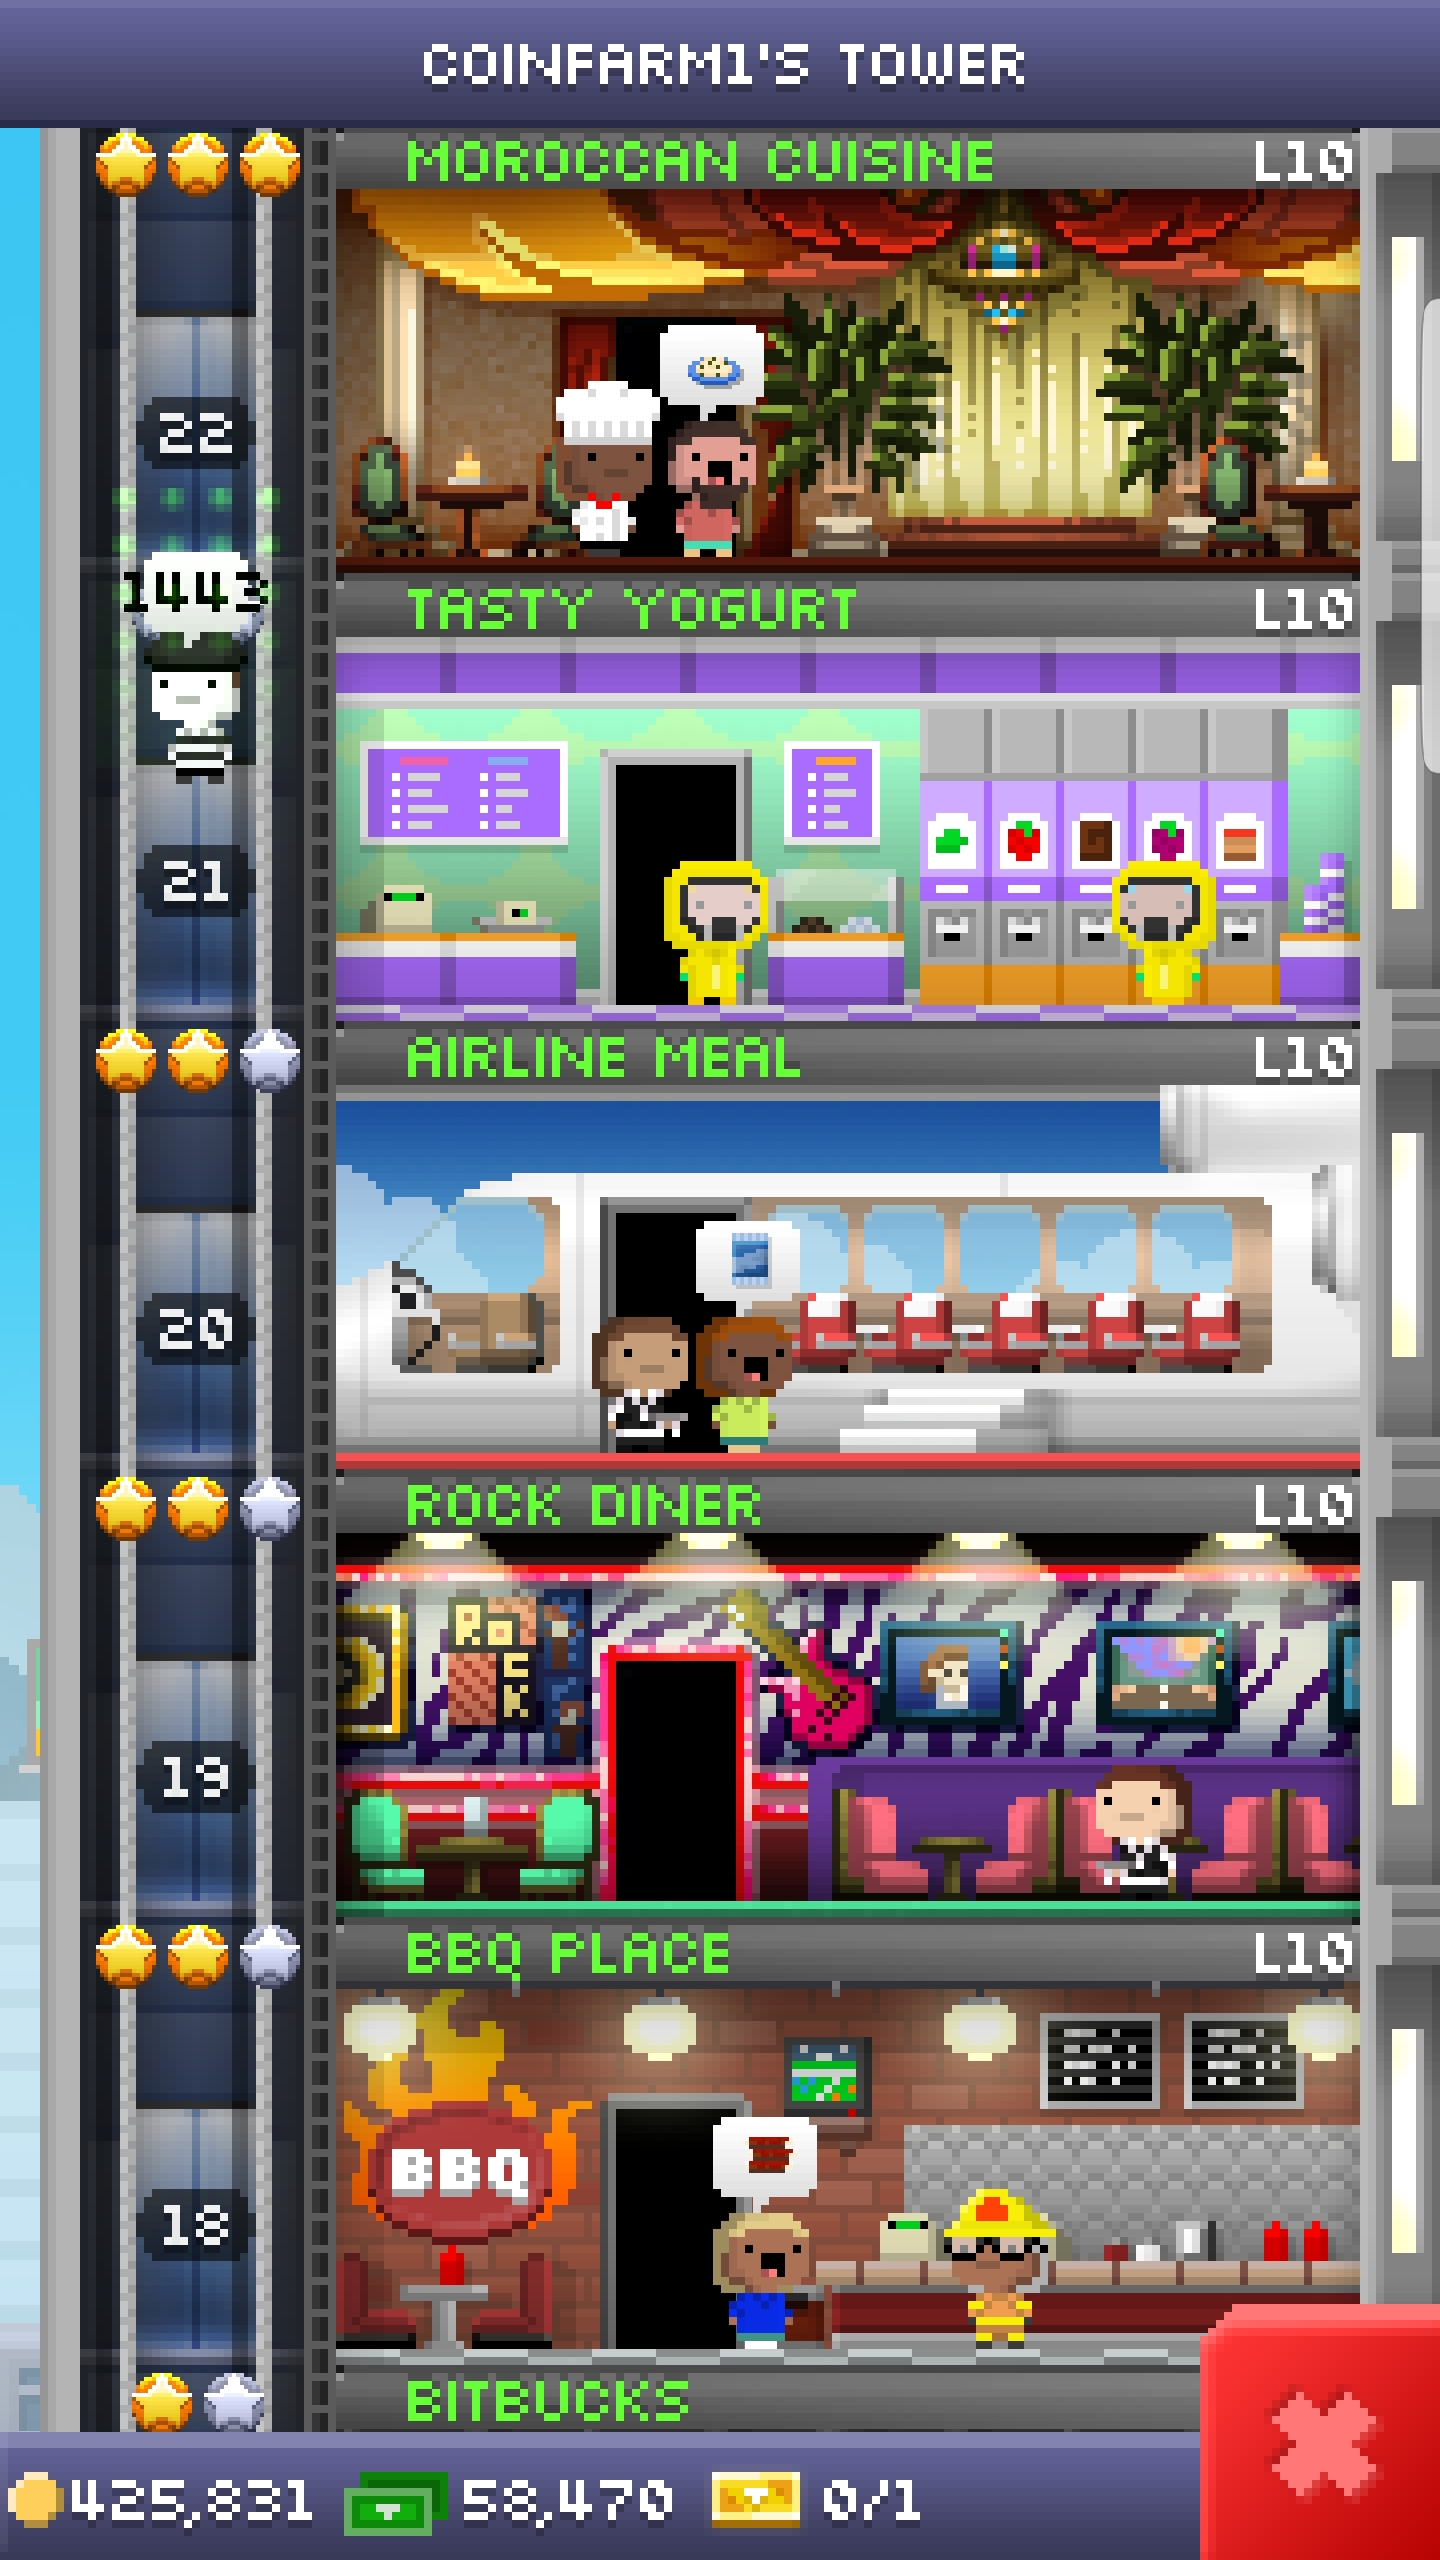 COINFARM1'S TOWER
MOROCCAN CUISINE L10
22
1443
TASTY YOGURT L10
21
AIRLINE MEAL L10
20
ROCK DINER L10
19
BBQ PLACE L10
BBQ
18
BITBUCKS
425,831 58,470 0/1